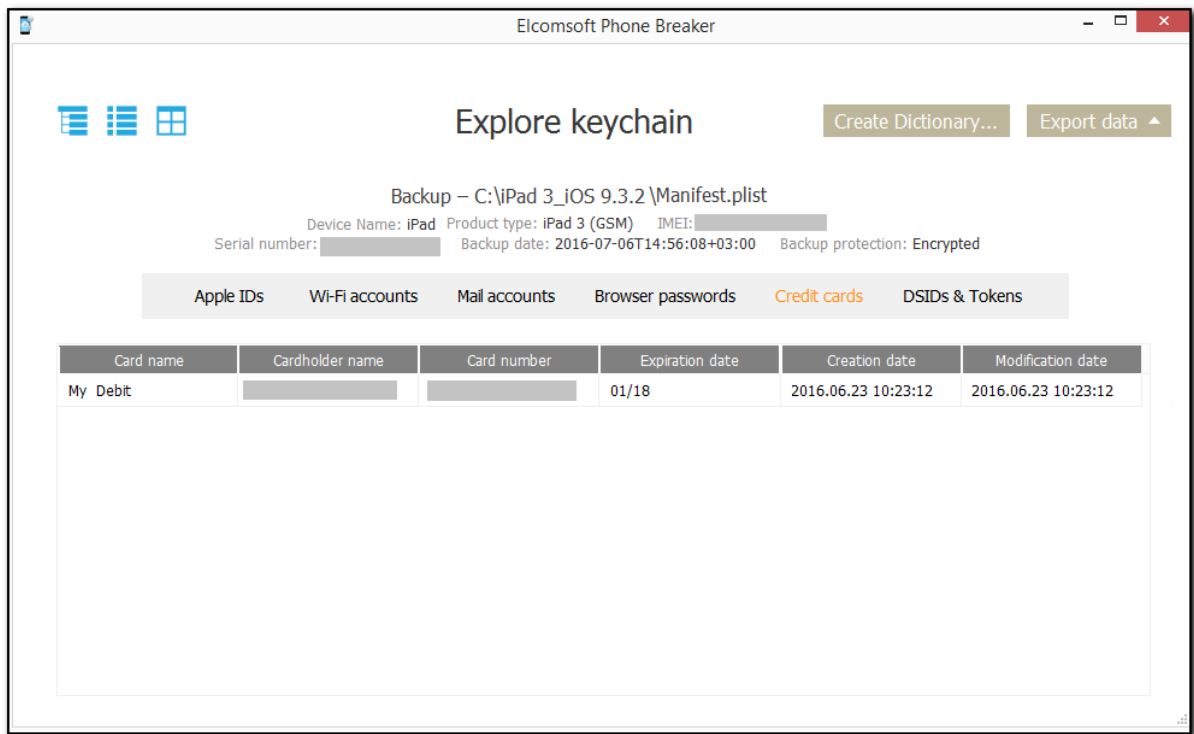 Elcomsoft Phone Breaker
Explore keychain
Create Dictionary...
Export data
Backup – C:\iPad 3_iOS 9.3.2\Manifest.plist
Device Name: iPad Product type: iPad 3 (GSM) IMEI:
Serial number: Backup date: 2016-07-06T14:56:08+03:00 Backup protection: Encrypted
Apple IDs Wi-Fi accounts Mail accounts Browser passwords Credit cards DSIDs & Tokens
Card name Cardholder name Card number Expiration date Creation date Modification date
My Debit 01/18 2016.06.23 10:23:12 2016.06.23 10:23:12